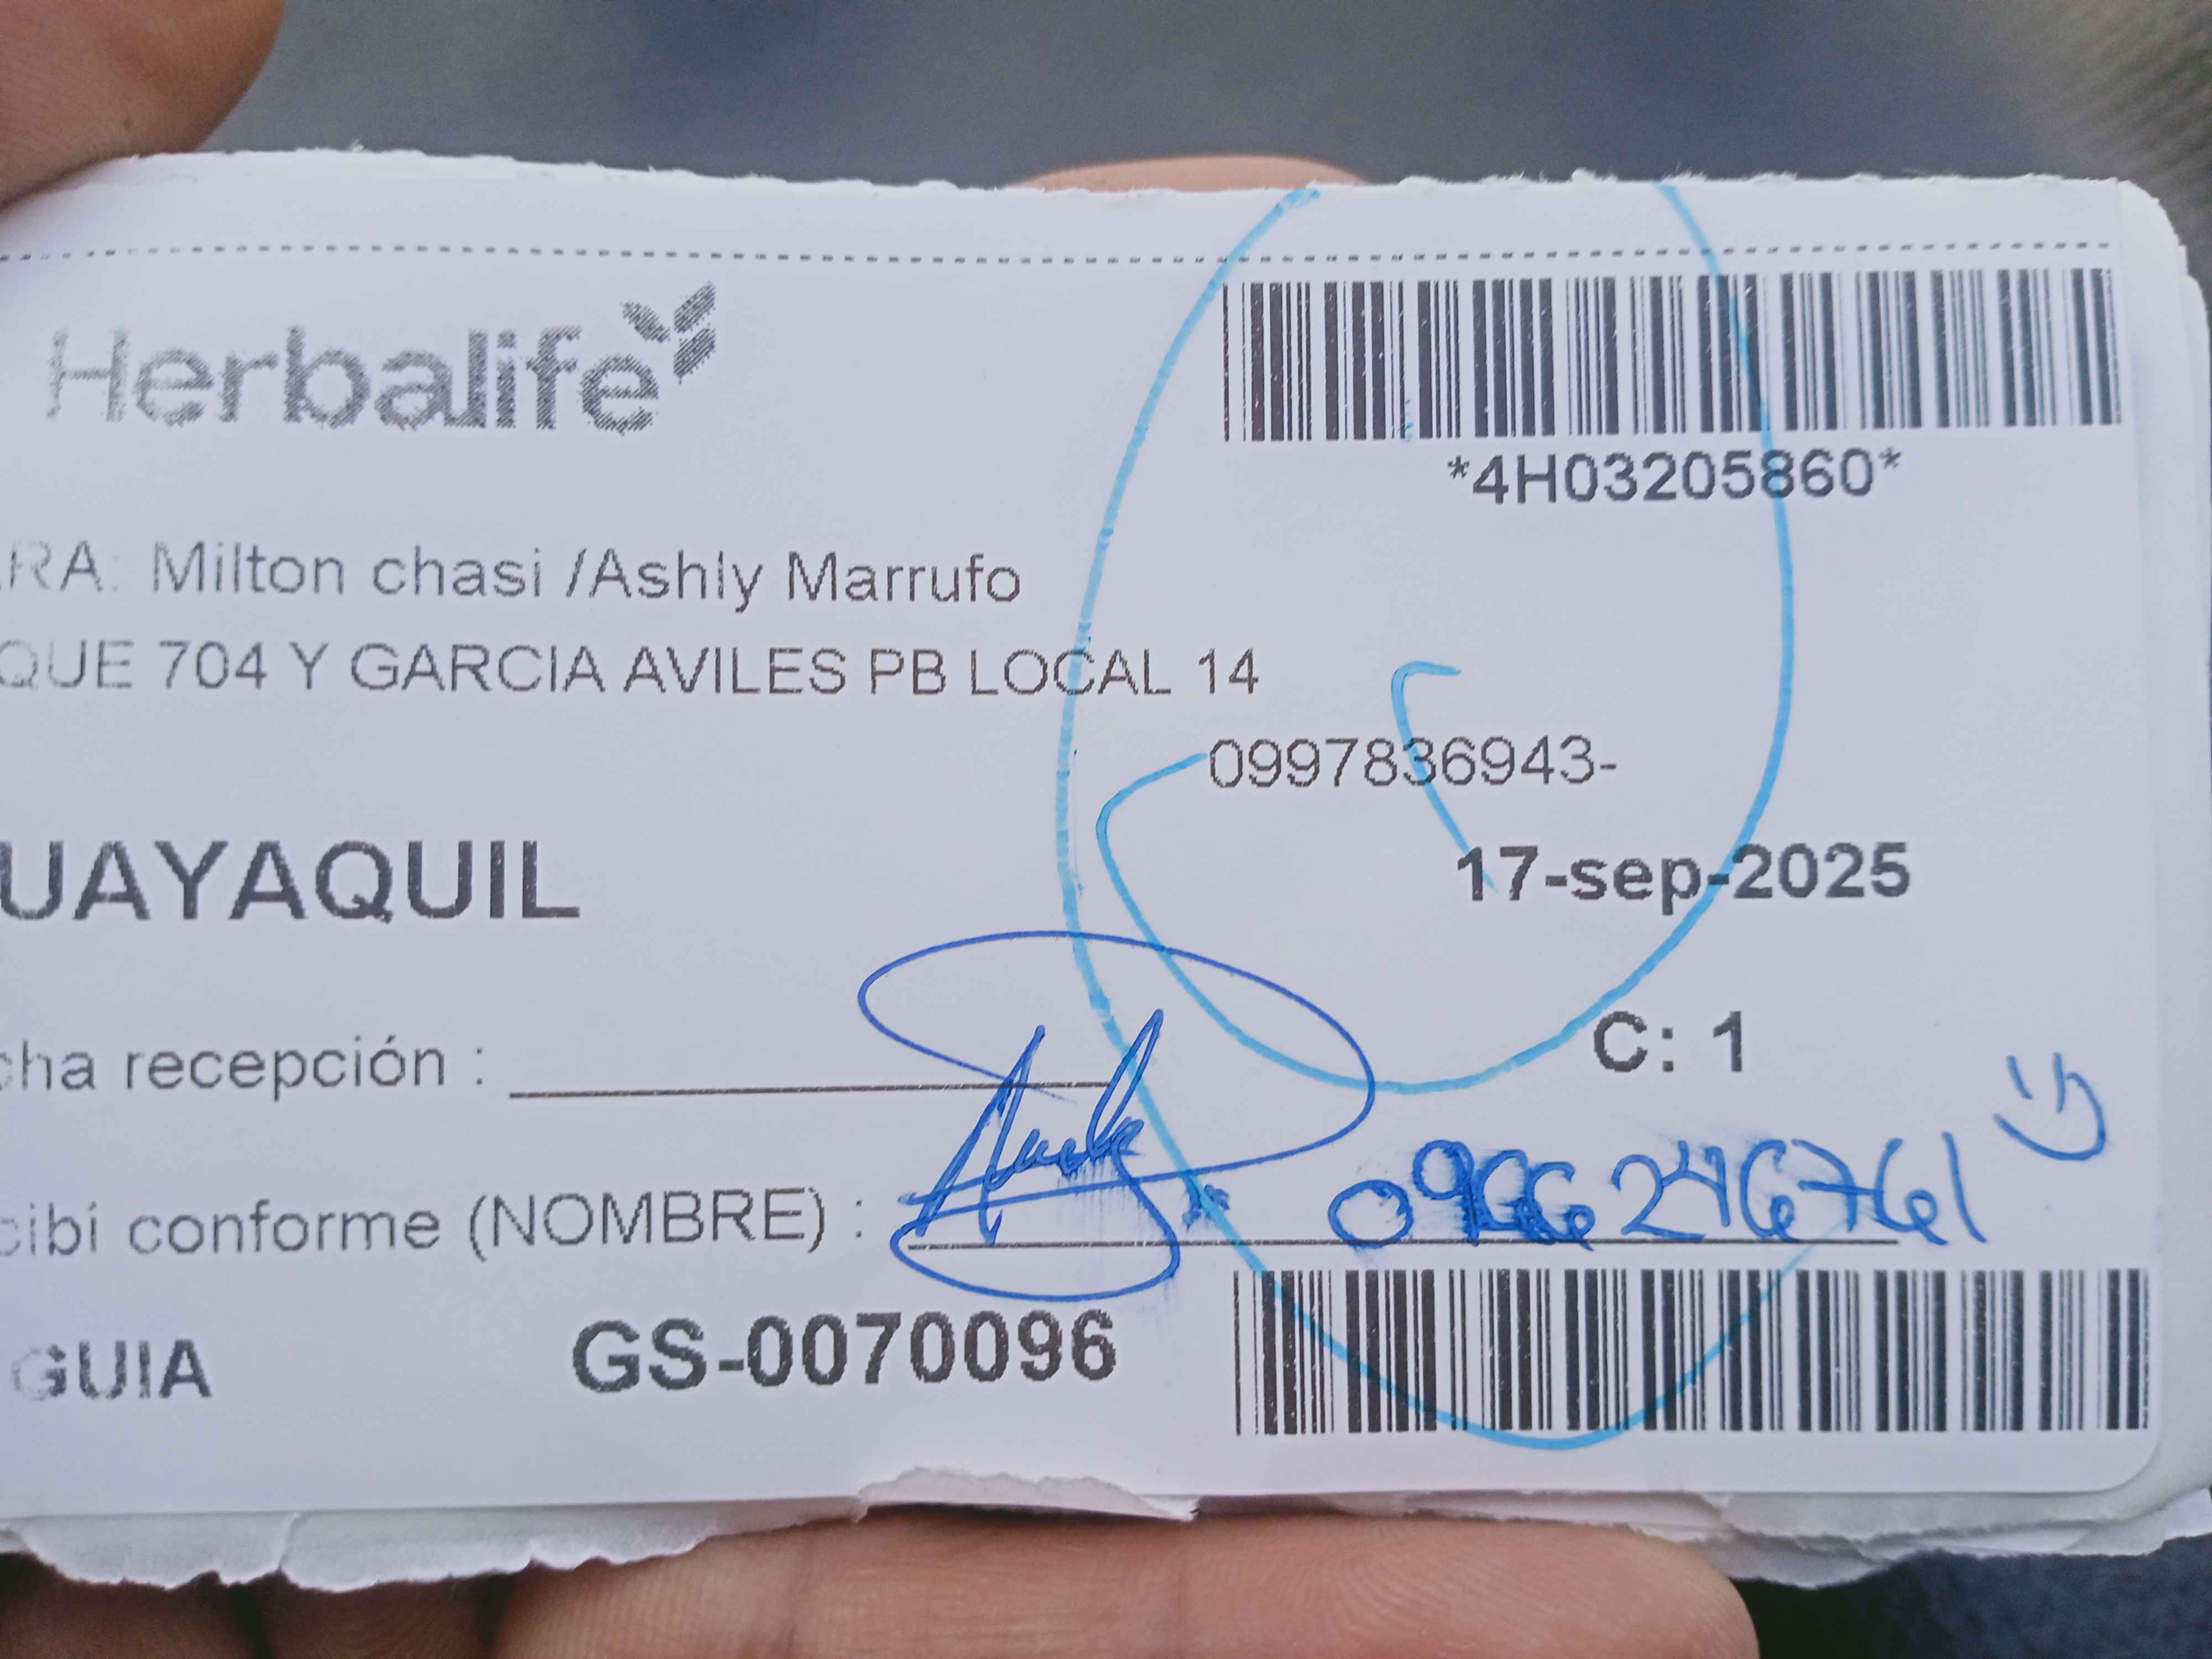 Herbalife
*4H03205860*
RA: Milton chasi /Ashly Marrufo
QUE 704 Y GARCIA AVILES PB LOCAL 14
0997836943-
UAYAQUIL
17-sep-2025
cha recepción :
C: 1
cibí conforme (NOMBRE) :
GUIA GS-0070096